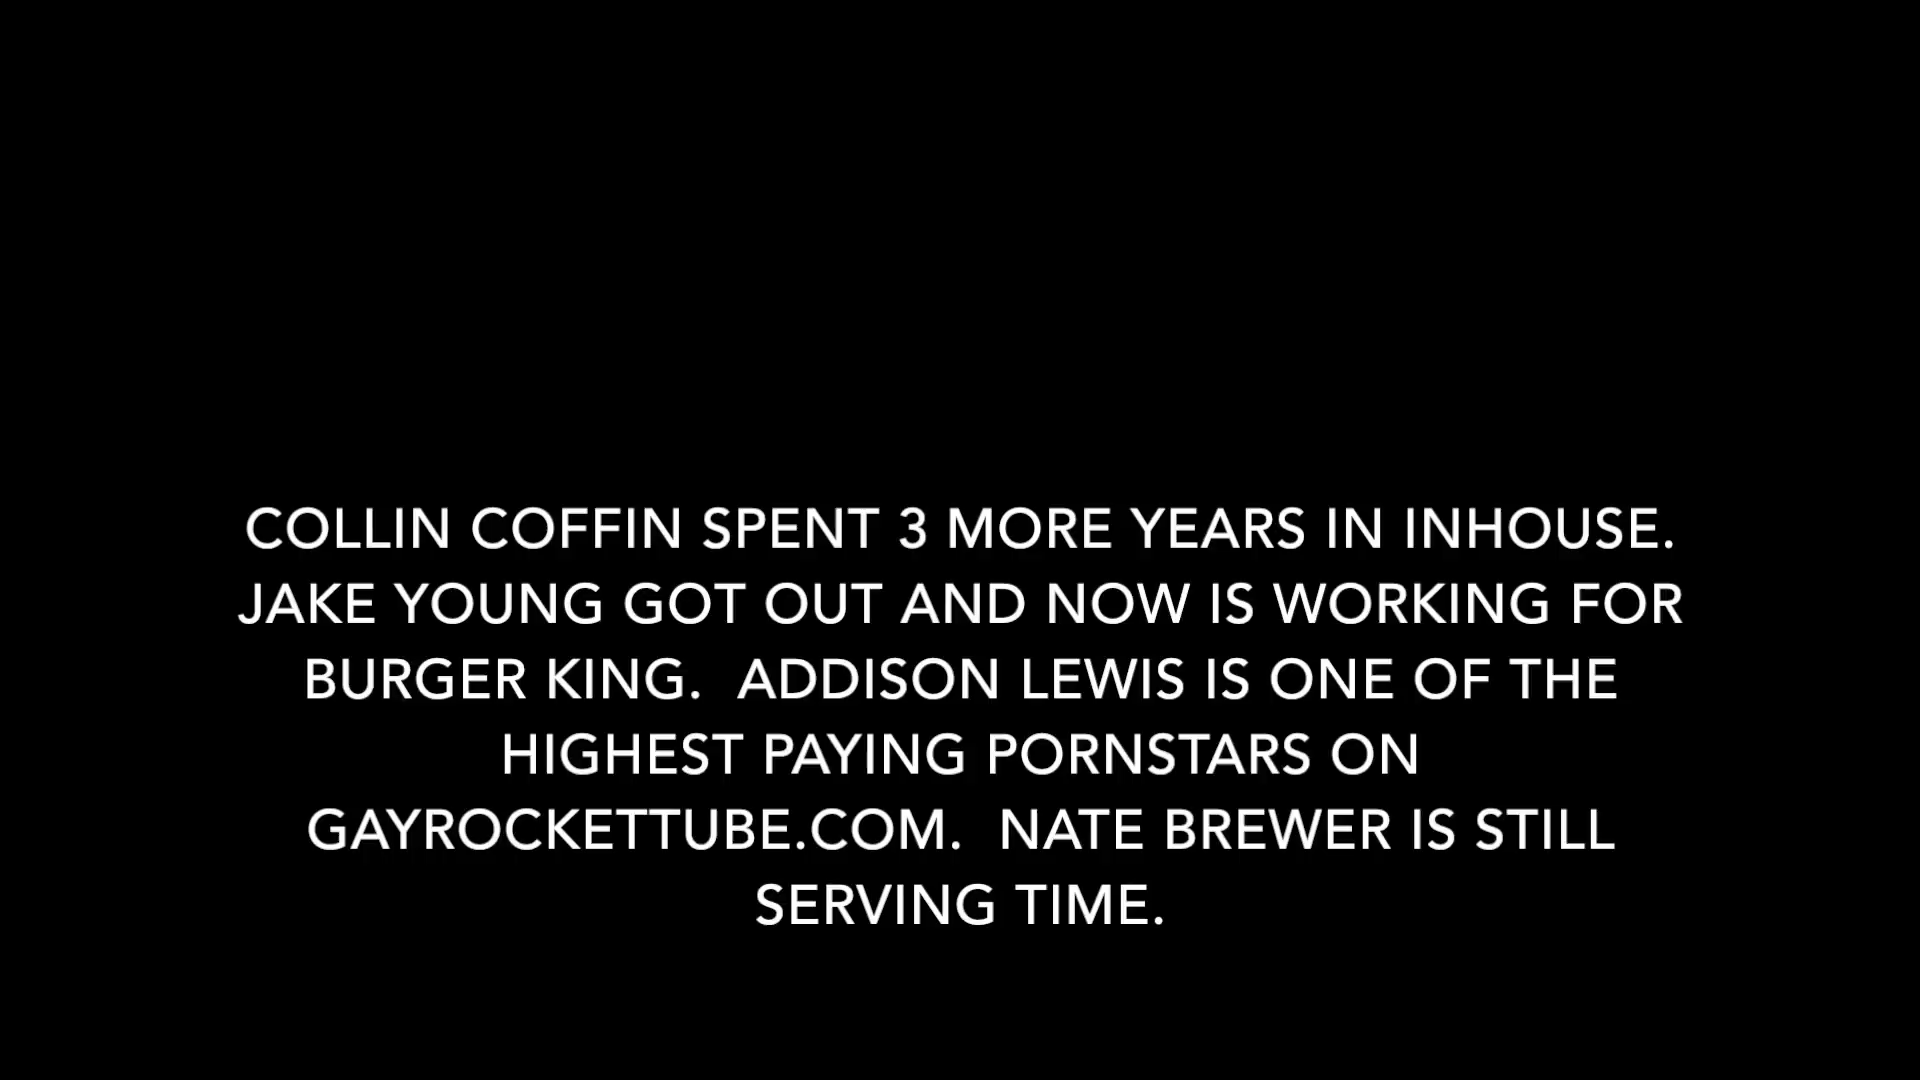 COLLIN COFFIN SPENT 3 MORE YEARS IN INHOUSE.
JAKE YOUNG GOT OUT AND NOW IS WORKING FOR
BURGER KING.  ADDISON LEWIS IS ONE OF THE
HIGHEST PAYING PORNSTARS ON
GAYROCKETTUBE.COM.  NATE BREWER IS STILL
SERVING TIME.